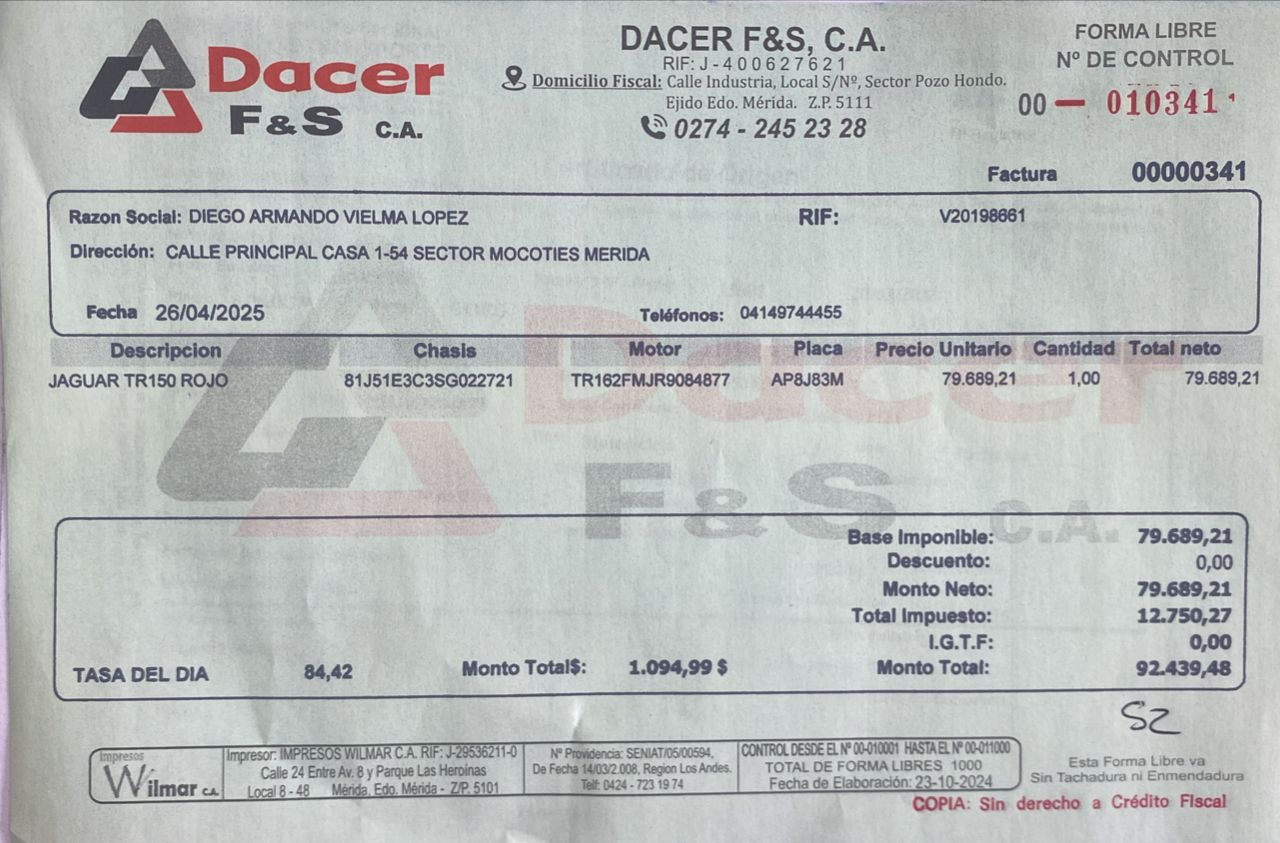 Dacer
F&S C.A.
DACER F&S, C.A.
RIF: J-400627621
Domicilio Fiscal: Calle Industria, Local S/Nº, Sector Pozo Hondo.
Ejido Edo. Mérida. Z.P. 5111
0274 - 245 23 28
FORMA LIBRE
Nº DE CONTROL
00 — 010341
Factura 00000341
Razon Social: DIEGO ARMANDO VIELMA LOPEZ RIF: V20198661
Dirección: CALLE PRINCIPAL CASA 1-54 SECTOR MOCOTIES MERIDA
Fecha 26/04/2025 Teléfonos: 04149744455
Descripcion Chasis Motor Placa Precio Unitario Cantidad Total neto
JAGUAR TR150 ROJO 81J51E3C3SG022721 TR162FMJR9084877 AP8J83M 79.689,21 1,00 79.689,21
Dacer
F&S C.A.
Base Imponible: 79.689,21
Descuento: 0,00
Monto Neto: 79.689,21
Total Impuesto: 12.750,27
I.G.T.F: 0,00
TASA DEL DIA 84,42 Monto Total$: 1.094,99 $ Monto Total: 92.439,48
Impresos
Wilmar C.A.
Impresor: IMPRESOS WILMAR C.A. RIF: J-29536211-0
Calle 24 Entre Av. 8 y Parque Las Heroinas
Local 8 - 48 Mérida, Edo. Mérida - Z/P. 5101
Nº Providencia: SENIAT/05/00594.
De Fecha 14/03/2.008, Region Los Andes.
Telf: 0424 - 723 19 74
CONTROL DESDE EL Nº 00-010001 HASTA EL Nº 00-011000
TOTAL DE FORMA LIBRES 1000
Fecha de Elaboración: 23-10-2024
Esta Forma Libre va
Sin Tachadura ni Enmendadura
COPIA: Sin derecho a Crédito Fiscal